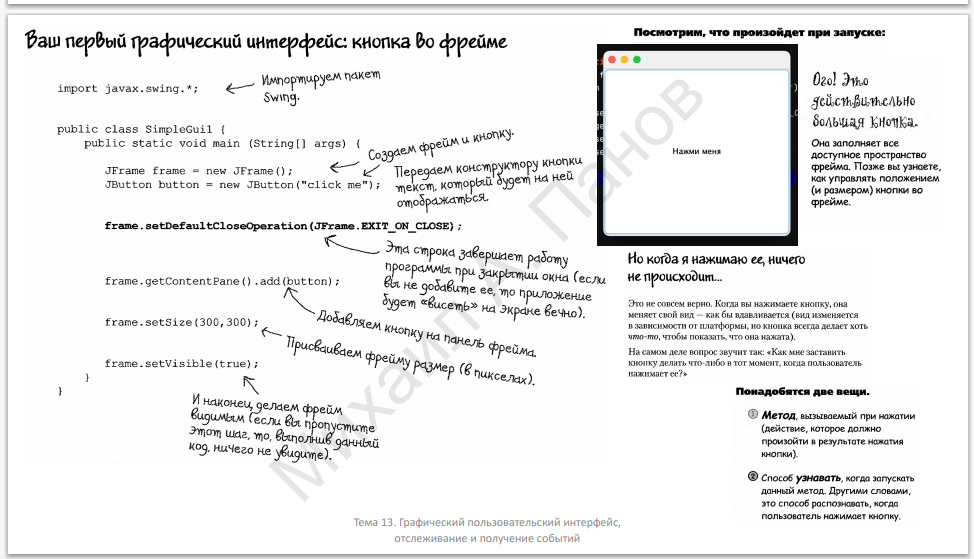 Ваш первый графический интерфейс: кнопка во фрейме
import javax.swing.*;
Импортируем пакет
Swing.
public class SimpleGui1 {
public static void main (String[] args) {
Создаем фрейм и кнопку.
JFrame frame = new JFrame();
JButton button = new JButton("click me");
Передаем конструктору кнопки
текст, который будет на ней
отображаться.
frame.setDefaultCloseOperation(JFrame.EXIT_ON_CLOSE);
Эта строка завершает работу
программы при закрытии окна (если
вы не добавите ее, то приложение
будет «висеть» на экране вечно).
frame.getContentPane().add(button);
Добавляем кнопку на панель фрейма.
frame.setSize(300,300);
Присваиваем фрейму размер (в пикселах).
frame.setVisible(true);
}
}
И наконец, делаем фрейм
видимым (если вы пропустите
этот шаг, то, выполнив данный
код, ничего не увидите).
Посмотрим, что произойдет при запуске:
Нажми меня
Ого! Это
действительно
большая кнопка.
Она заполняет все
доступное пространство
фрейма. Позже вы узнаете,
как управлять положением
(и размером) кнопки во
фрейме.
Но когда я нажимаю ее, ничего
не происходит...
Это не совсем верно. Когда вы нажимаете кнопку, она
меняет свой вид — как бы вдавливается (вид изменяется
в зависимости от платформы, но кнопка всегда делает хоть
что-то, чтобы показать, что она нажата).
На самом деле вопрос звучит так: «Как мне заставить
кнопку делать что-либо в тот момент, когда пользователь
нажимает ее?»
Понадобятся две вещи.
① Метод, вызываемый при нажатии
(действие, которое должно
произойти в результате нажатия
кнопки).
② Способ узнавать, когда запускать
данный метод. Другими словами,
это способ распознавать, когда
пользователь нажимает кнопку.
Михаил А. Панов
Тема 13. Графический пользовательский интерфейс,
отслеживание и получение событий